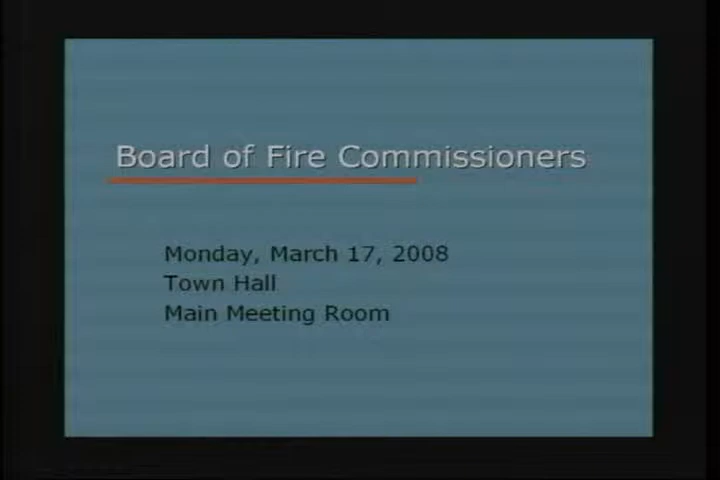 Board of Fire Commissioners
Monday, March 17, 2008
Town Hall
Main Meeting Room